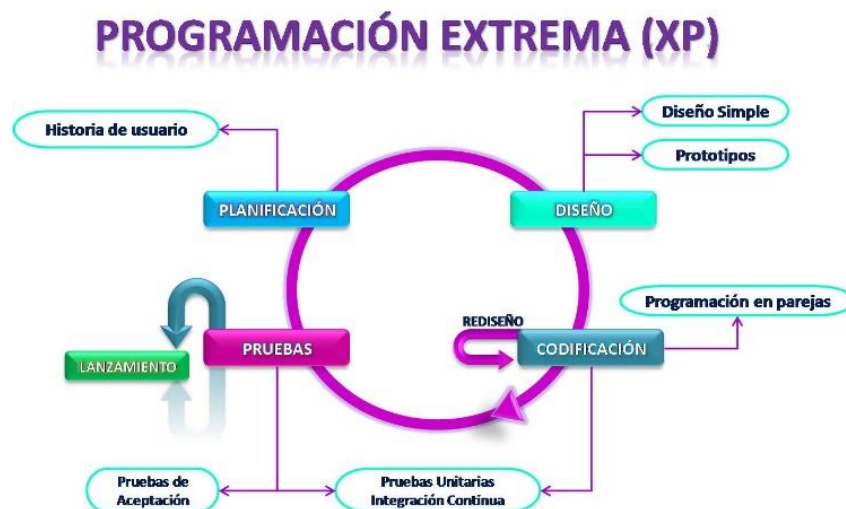 PROGRAMACIÓN EXTREMA (XP)
Historia de usuario
Diseño Simple
Prototipos
PLANIFICACIÓN
DISEÑO
Programación en parejas
REDISEÑO
PRUEBAS
CODIFICACIÓN
LANZAMIENTO
Pruebas de
Aceptación
Pruebas Unitarias
Integración Continua